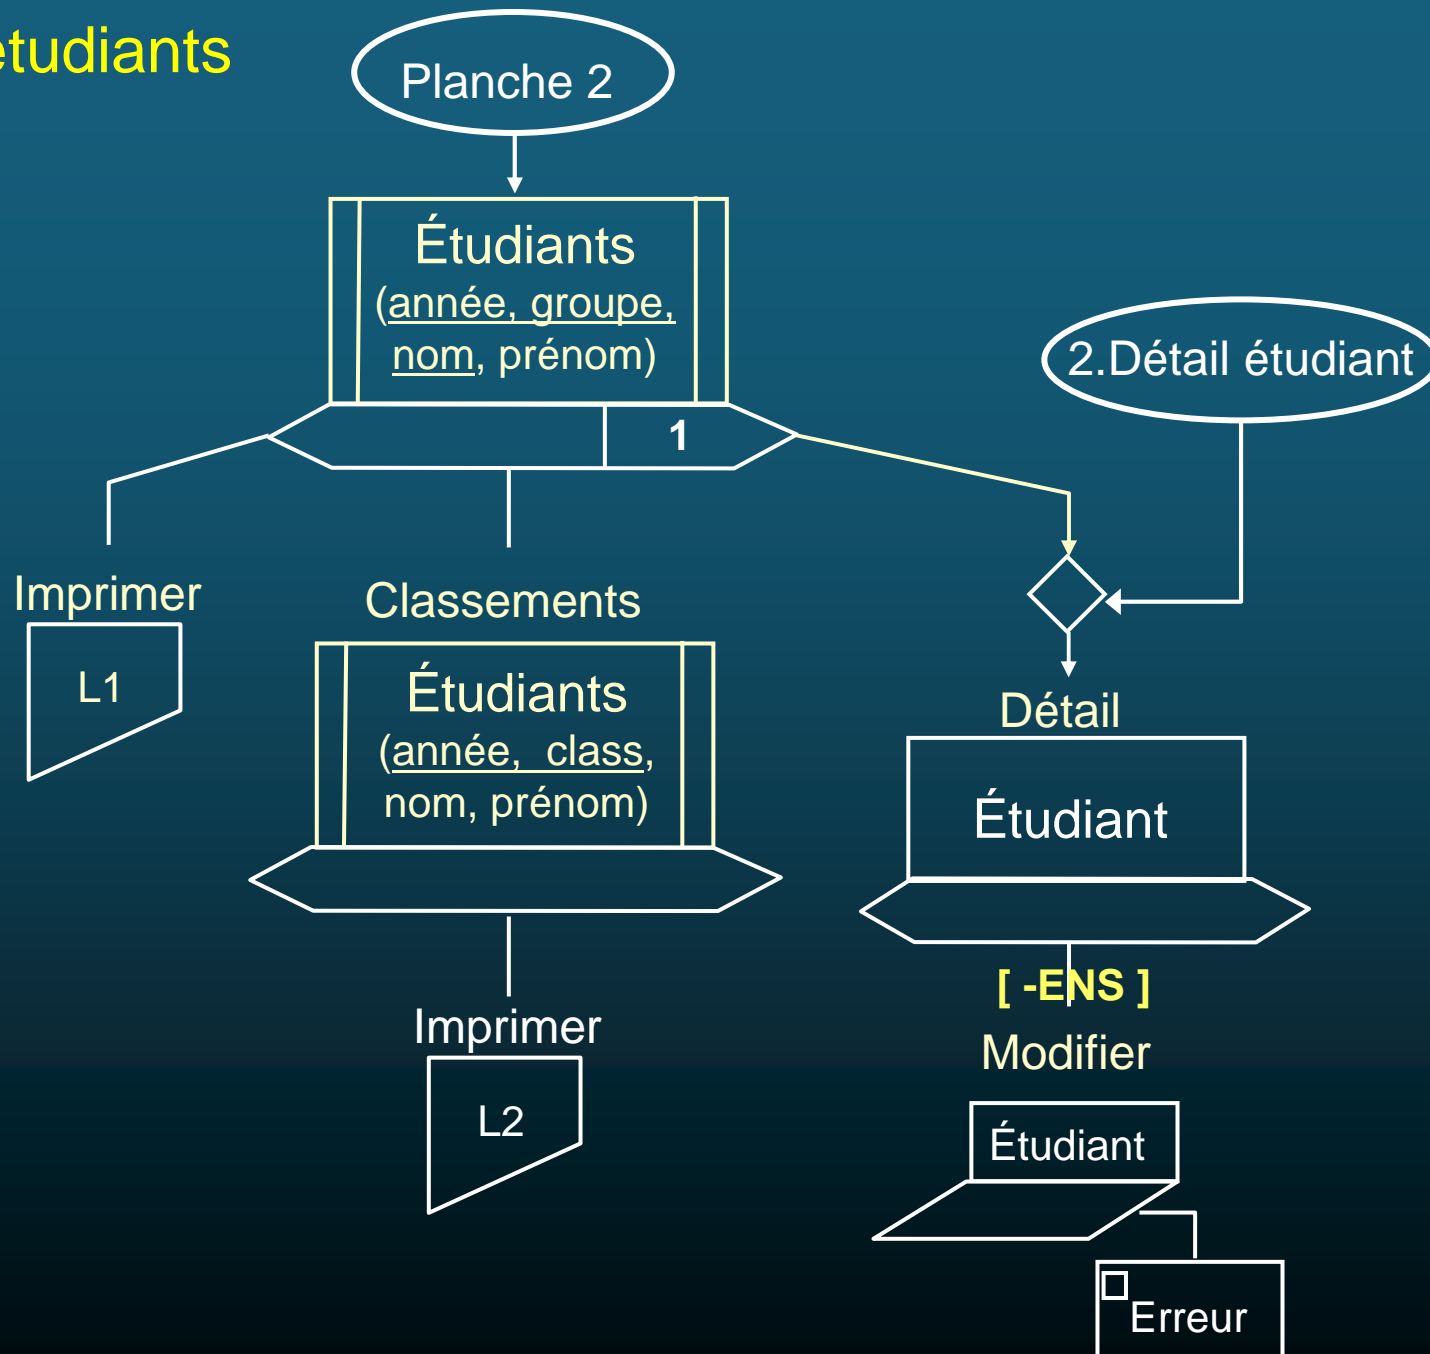 étudiants
Planche 2
Étudiants
(année, groupe,
nom, prénom)
1
2.Détail étudiant
Imprimer
L1
Classements
Étudiants
(année, class,
nom, prénom)
Imprimer
L2
Détail
Étudiant
[ -ENS ]
Modifier
Étudiant
Erreur